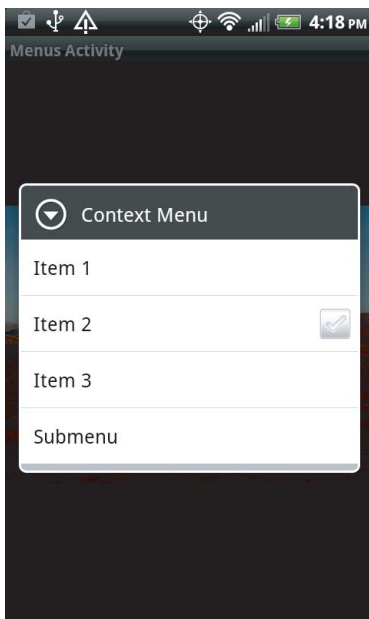 4:18 PM
Menus Activity
Context Menu
Item 1
Item 2
Item 3
Submenu